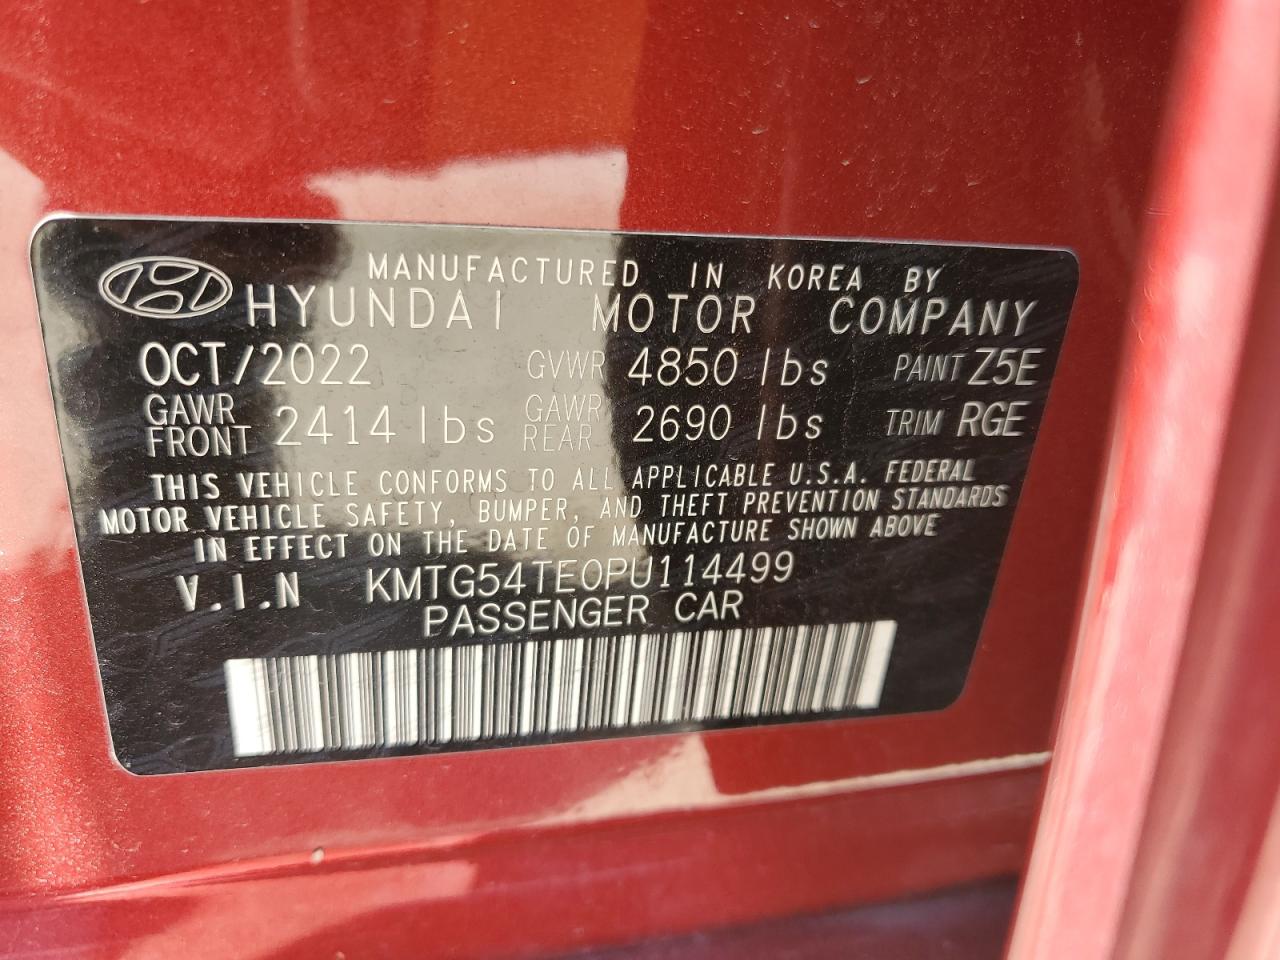 MANUFACTURED IN KOREA BY
HYUNDAI MOTOR COMPANY
OCT/2022 GVWR 4850 lbs PAINT Z5E
GAWR FRONT 2414 lbs GAWR REAR 2690 lbs TRIM RGE
THIS VEHICLE CONFORMS TO ALL APPLICABLE U.S.A. FEDERAL
MOTOR VEHICLE SAFETY, BUMPER, AND THEFT PREVENTION STANDARDS
IN EFFECT ON THE DATE OF MANUFACTURE SHOWN ABOVE
V.I.N KMTG54TE0PU114499
PASSENGER CAR